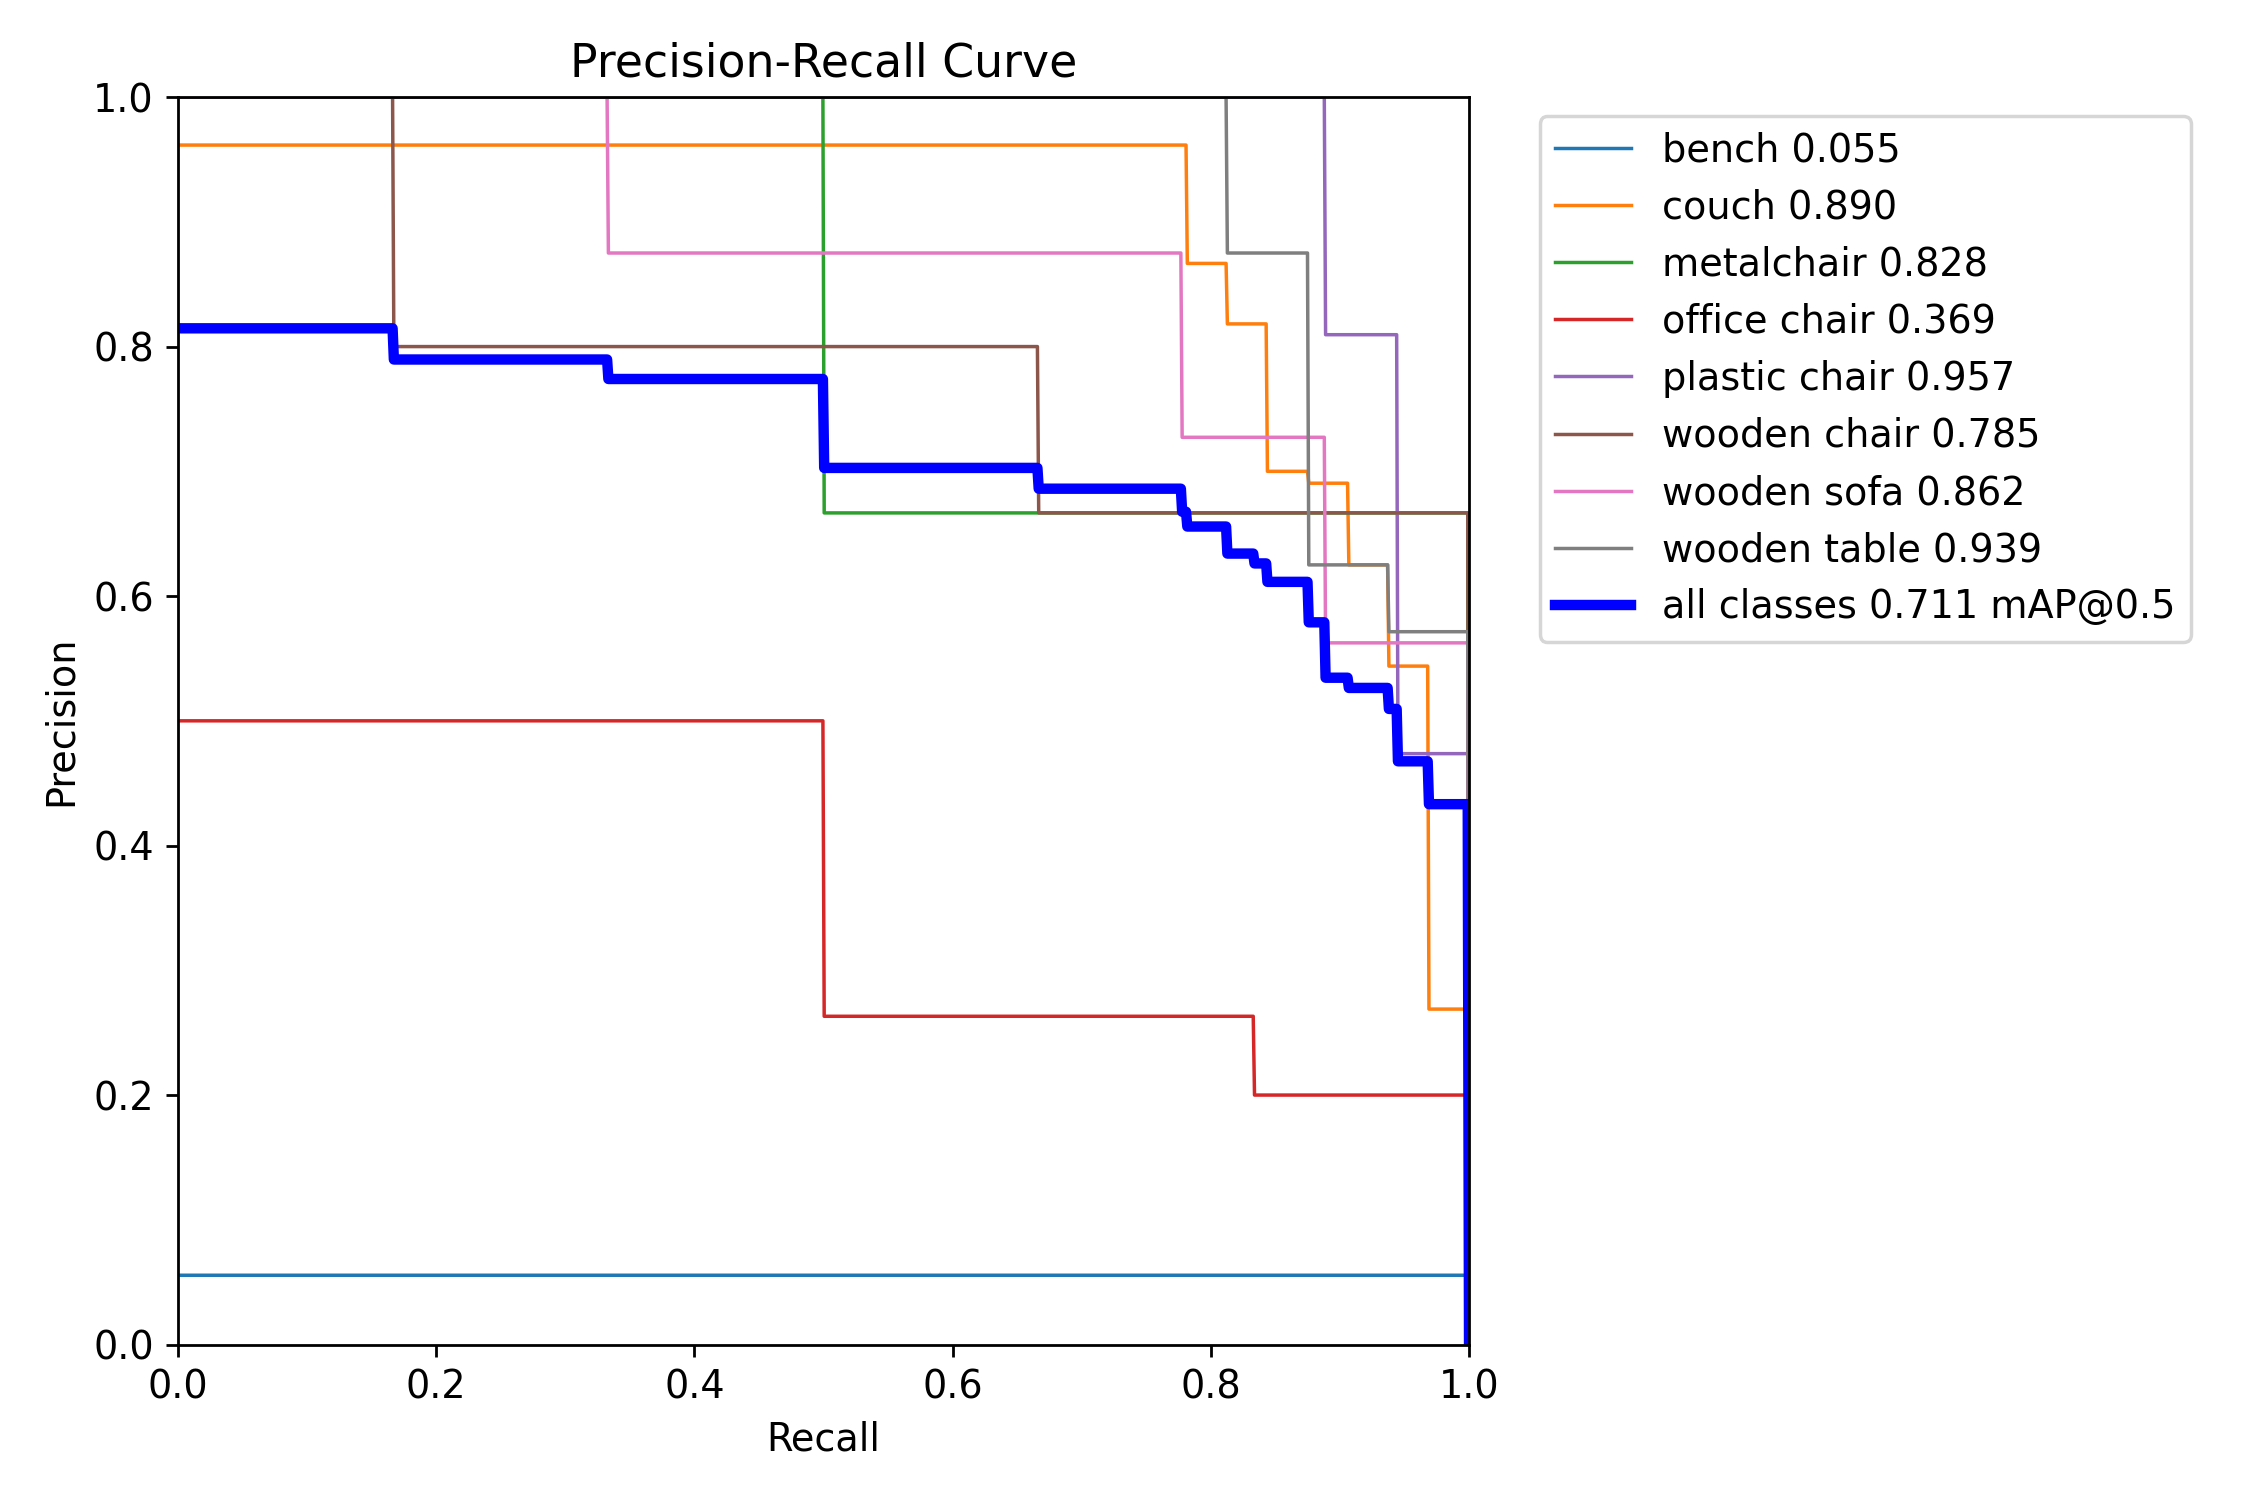 Precision-Recall Curve
1.0
0.8
0.6
0.4
0.2
0.0
Precision
0.0 0.2 0.4 0.6 0.8 1.0
Recall
bench 0.055
couch 0.890
metalchair 0.828
office chair 0.369
plastic chair 0.957
wooden chair 0.785
wooden sofa 0.862
wooden table 0.939
all classes 0.711 mAP@0.5